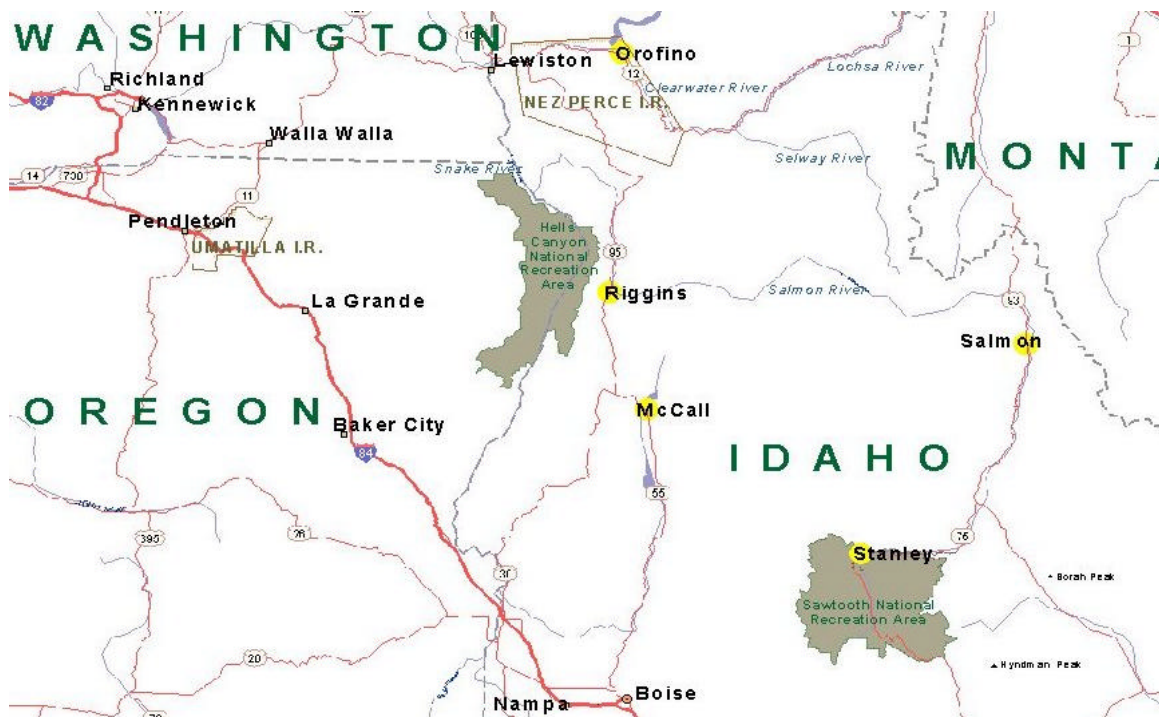 WASHINGTON
Orofino
Lewiston
12
Lochsa River
Richland
Clearwater River
82
Kennewick
NEZ PERCE I.R.
1
Walla Walla
MONTA
Selway River
Snake River
14
730
11
Pendleton
Hells
Canyon
National
Recreation
Area
UMATILLA I.R.
95
Riggins
Salmon River
93
La Grande
Salmon
OREGON
McCall
Baker City
84
IDAHO
55
26
395
75
Stanley
30
Borah Peak
Sawtooth National
Recreation Area
20
Hyndman Peak
Nampa
Boise